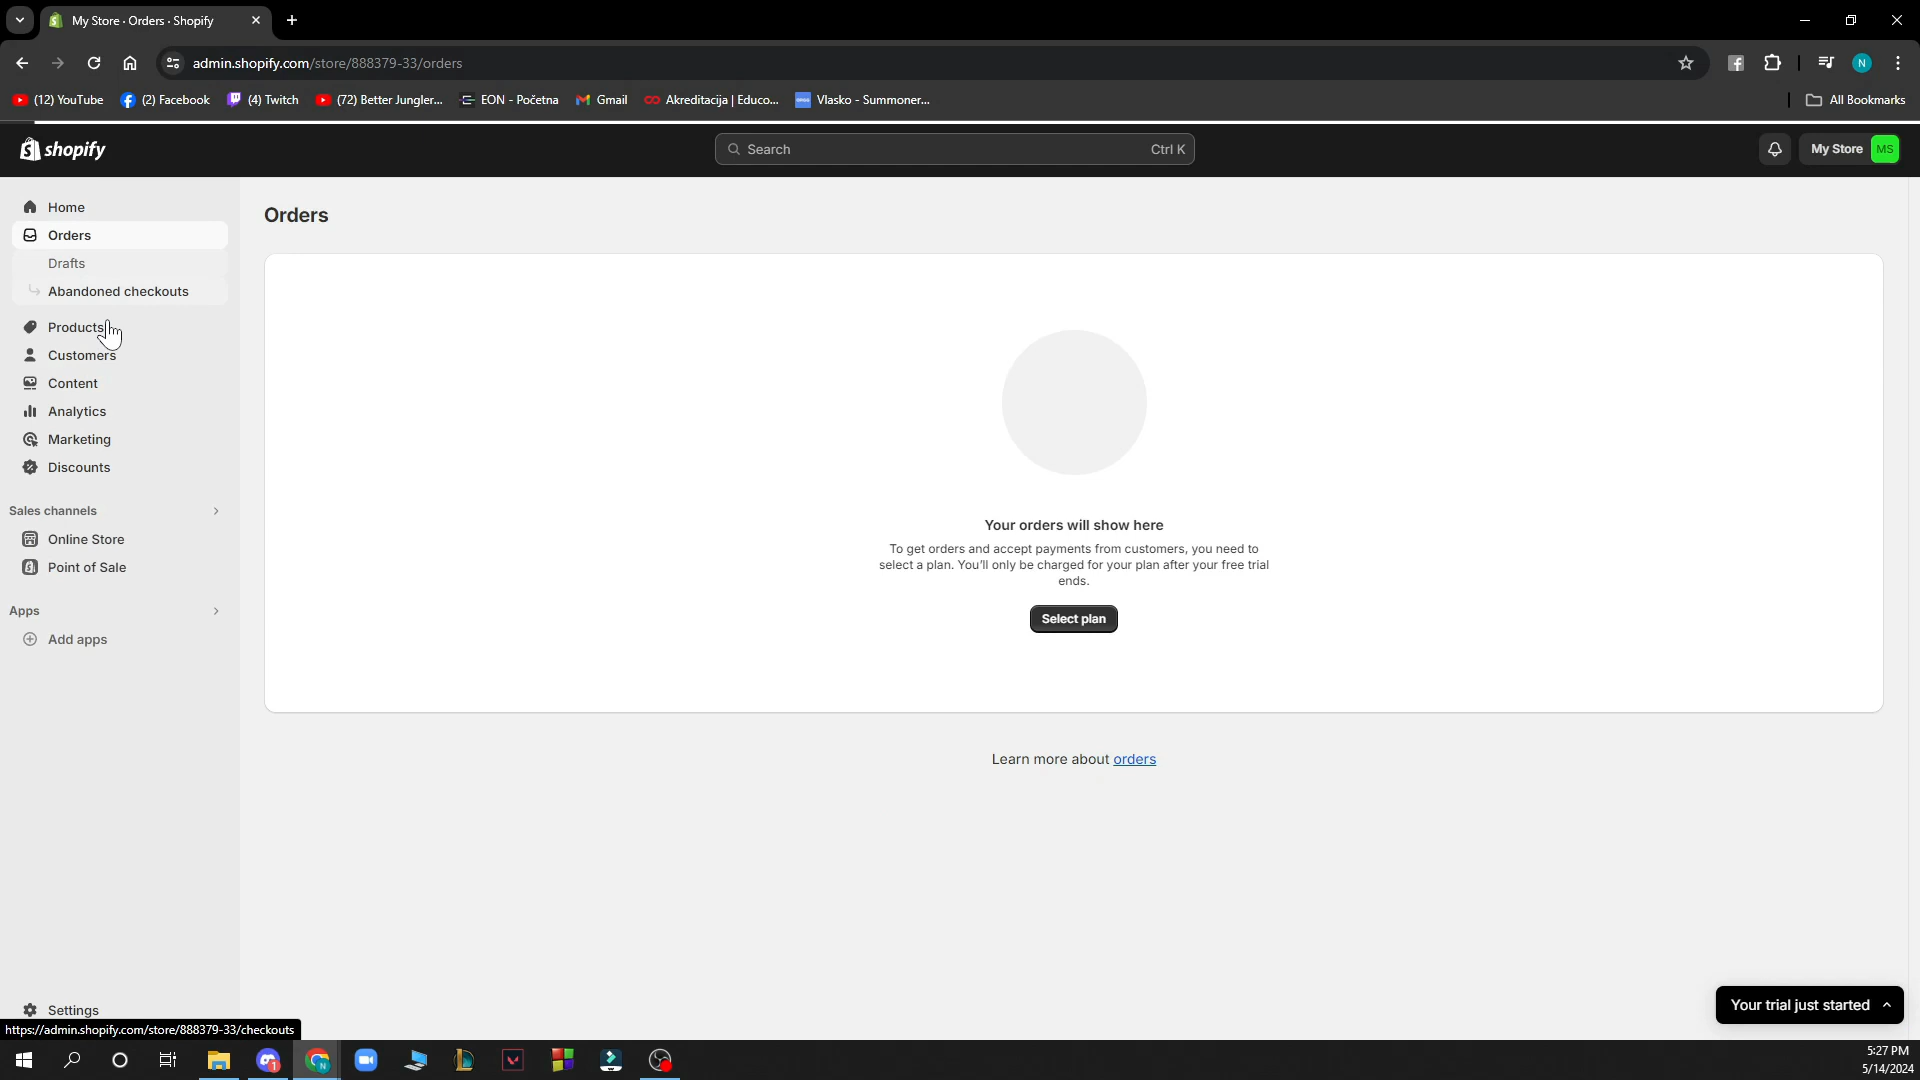 My Store · Orders · Shopify
admin.shopify.com/store/888379-33/orders
(12) YouTube
(2) Facebook
(4) Twitch
(72) Better Jungler...
EON - Početna
Gmail
Akreditacija | Educo...
Vlasko - Summoner...
All Bookmarks
shopify
Search
Ctrl K
My Store
MS
Home
Orders
Drafts
Abandoned checkouts
Products
Customers
Content
Analytics
Marketing
Discounts
Sales channels
Online Store
Point of Sale
Apps
Add apps
Settings
Orders
Your orders will show here
To get orders and accept payments from customers, you need to
select a plan. You'll only be charged for your plan after your free trial
ends.
Select plan
Learn more about orders
Your trial just started
https://admin.shopify.com/store/888379-33/checkouts
5:27 PM
5/14/2024